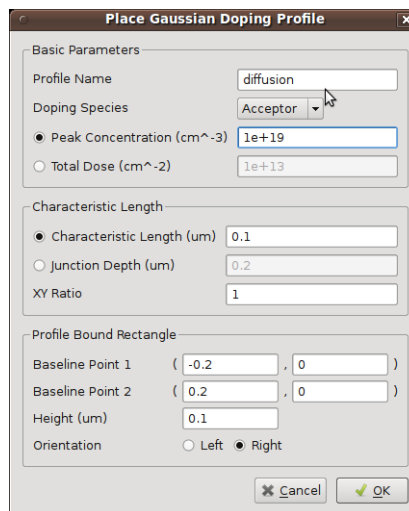 Place Gaussian Doping Profile
Basic Parameters
Profile Name diffusion
Doping Species Acceptor
Peak Concentration (cm^-3) 1e+19
Total Dose (cm^-2) 1e+13
Characteristic Length
Characteristic Length (um) 0.1
Junction Depth (um) 0.2
XY Ratio 1
Profile Bound Rectangle
Baseline Point 1 ( -0.2 , 0 )
Baseline Point 2 ( 0.2 , 0 )
Height (um) 0.1
Orientation Left Right
Cancel OK